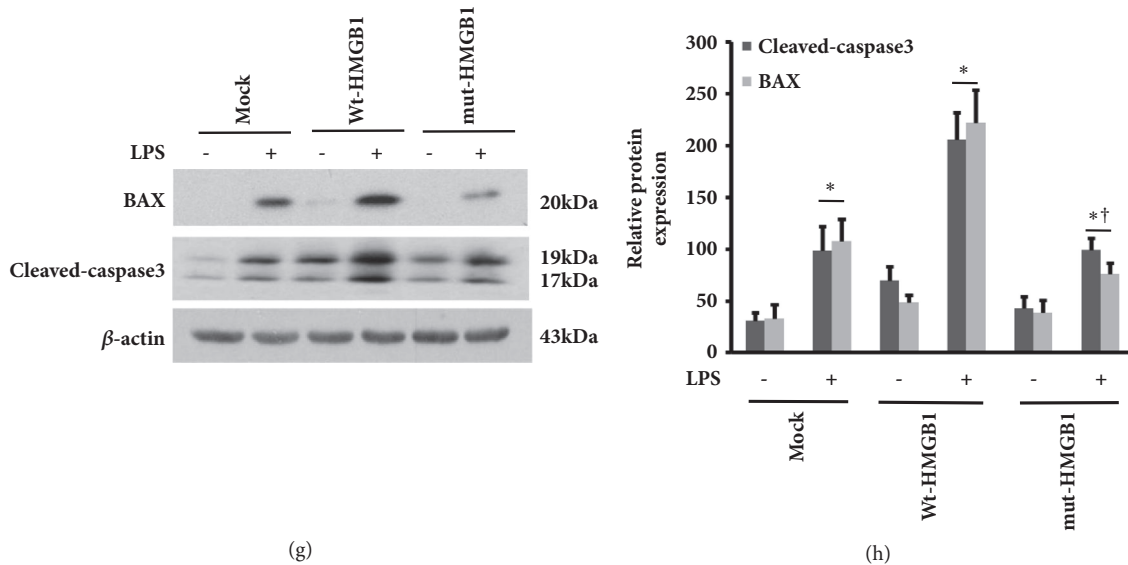 Mock
Wt-HMGB1
mut-HMGB1
LPS - + - + - +
BAX 20kDa
Cleaved-caspase3 19kDa
17kDa
β-actin 43kDa
(g)
Relative protein
expression
300
250
200
150
100
50
0
Cleaved-caspase3
BAX
*
*
*†
LPS - + - + - +
Mock
Wt-HMGB1
mut-HMGB1
(h)